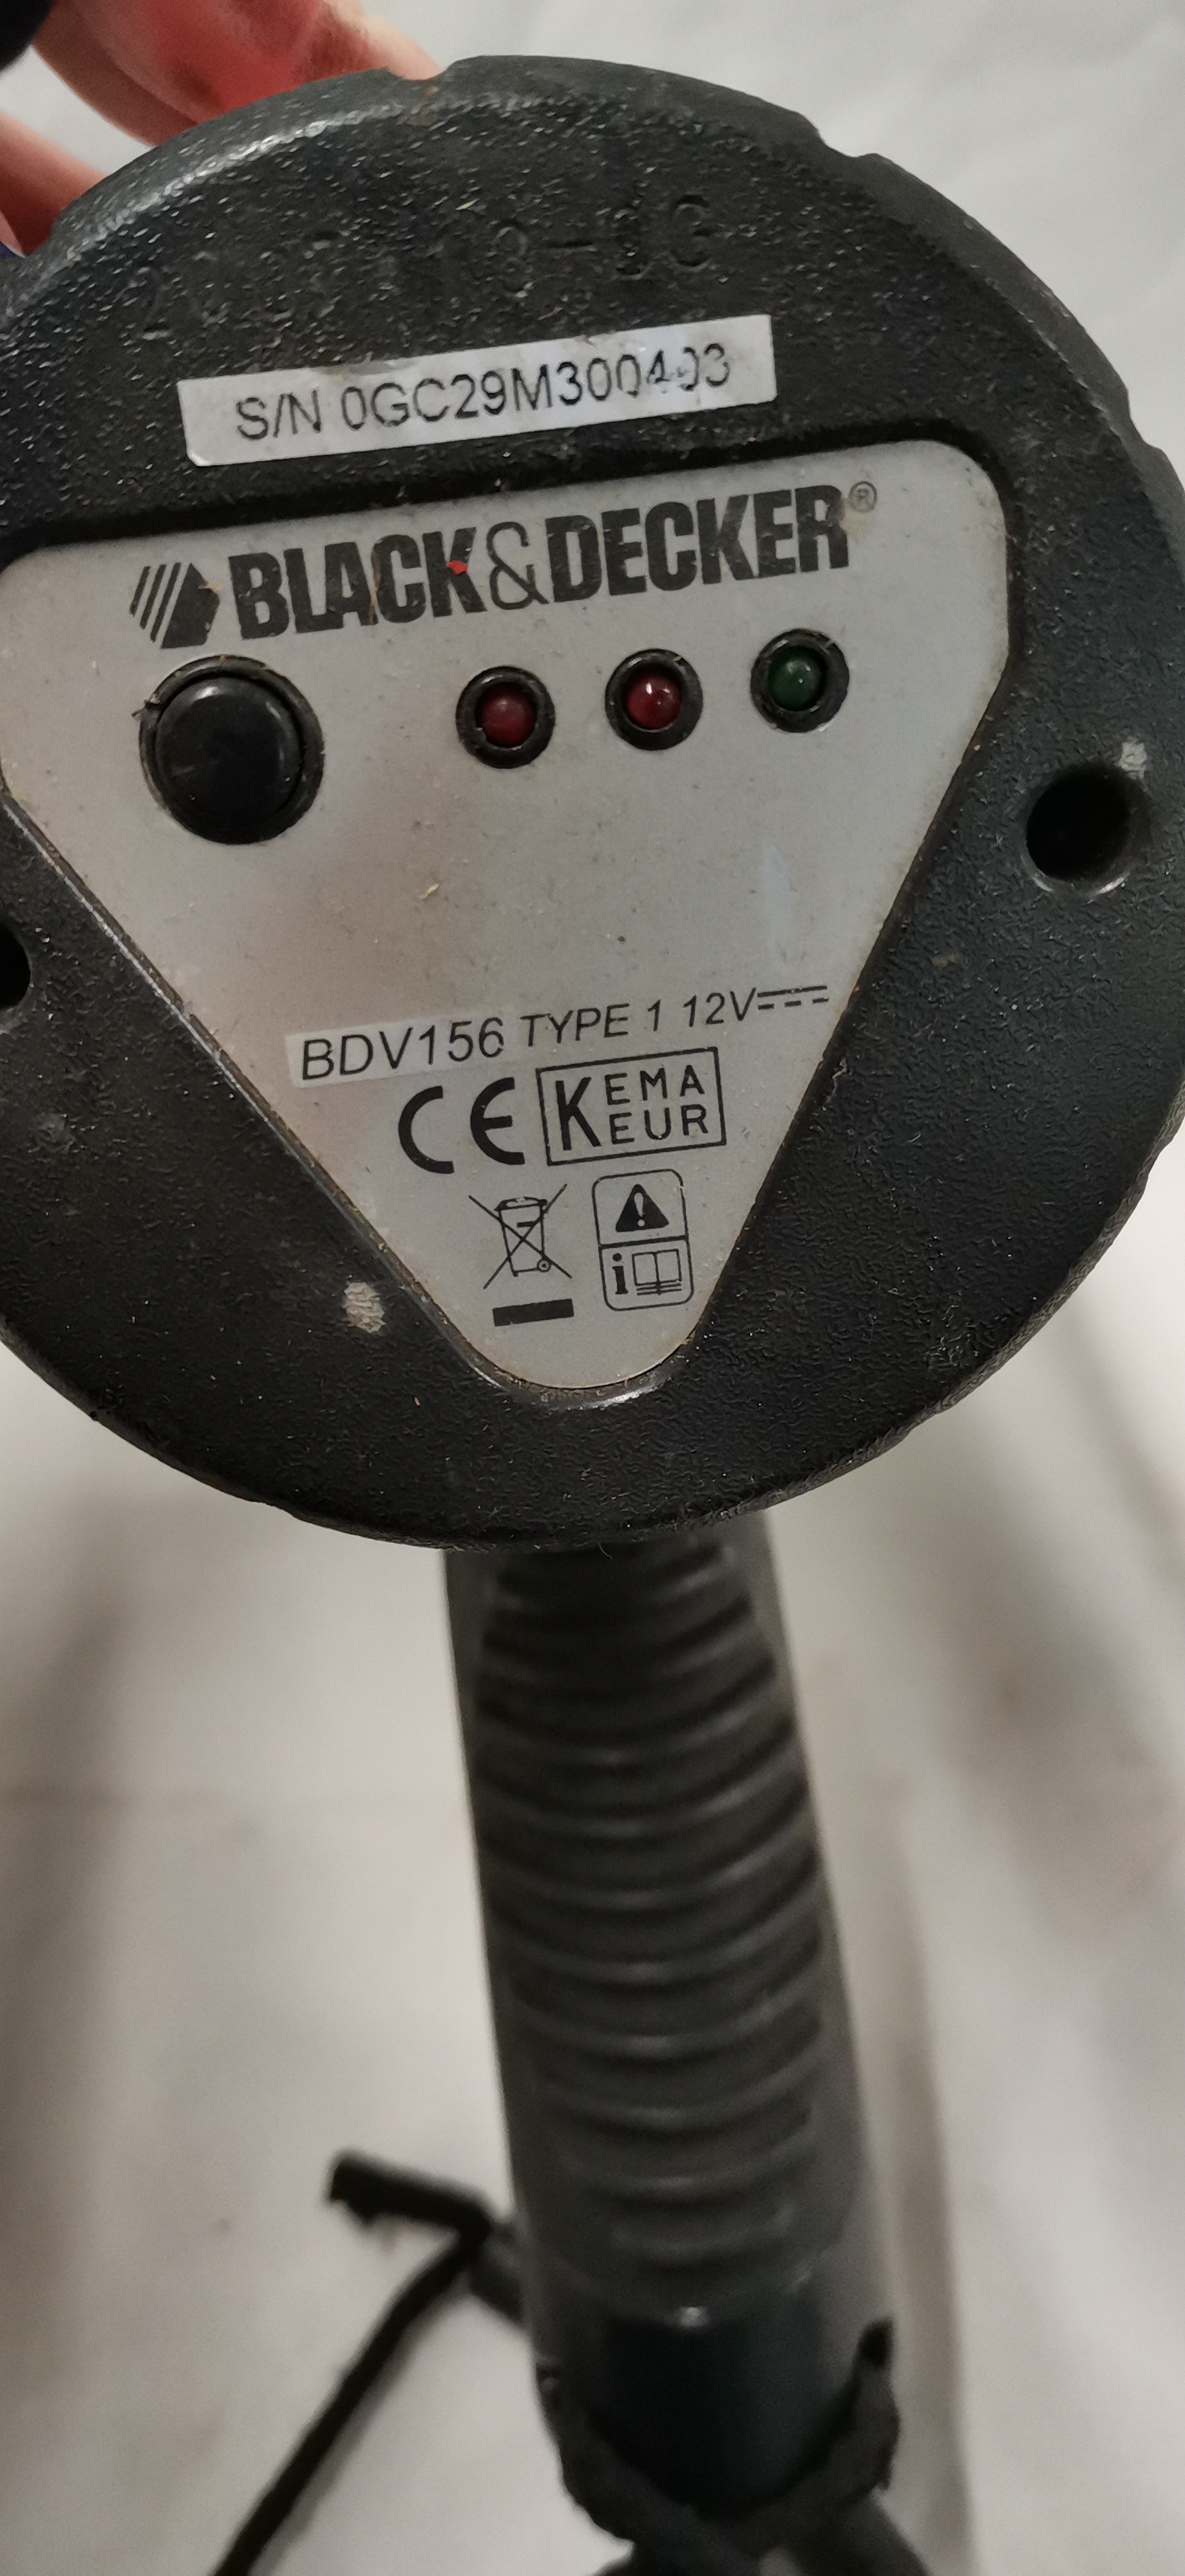 S/N 0GC29M300403
BLACK&DECKER®
BDV156 TYPE 1 12V
CE KEMA EUR
i